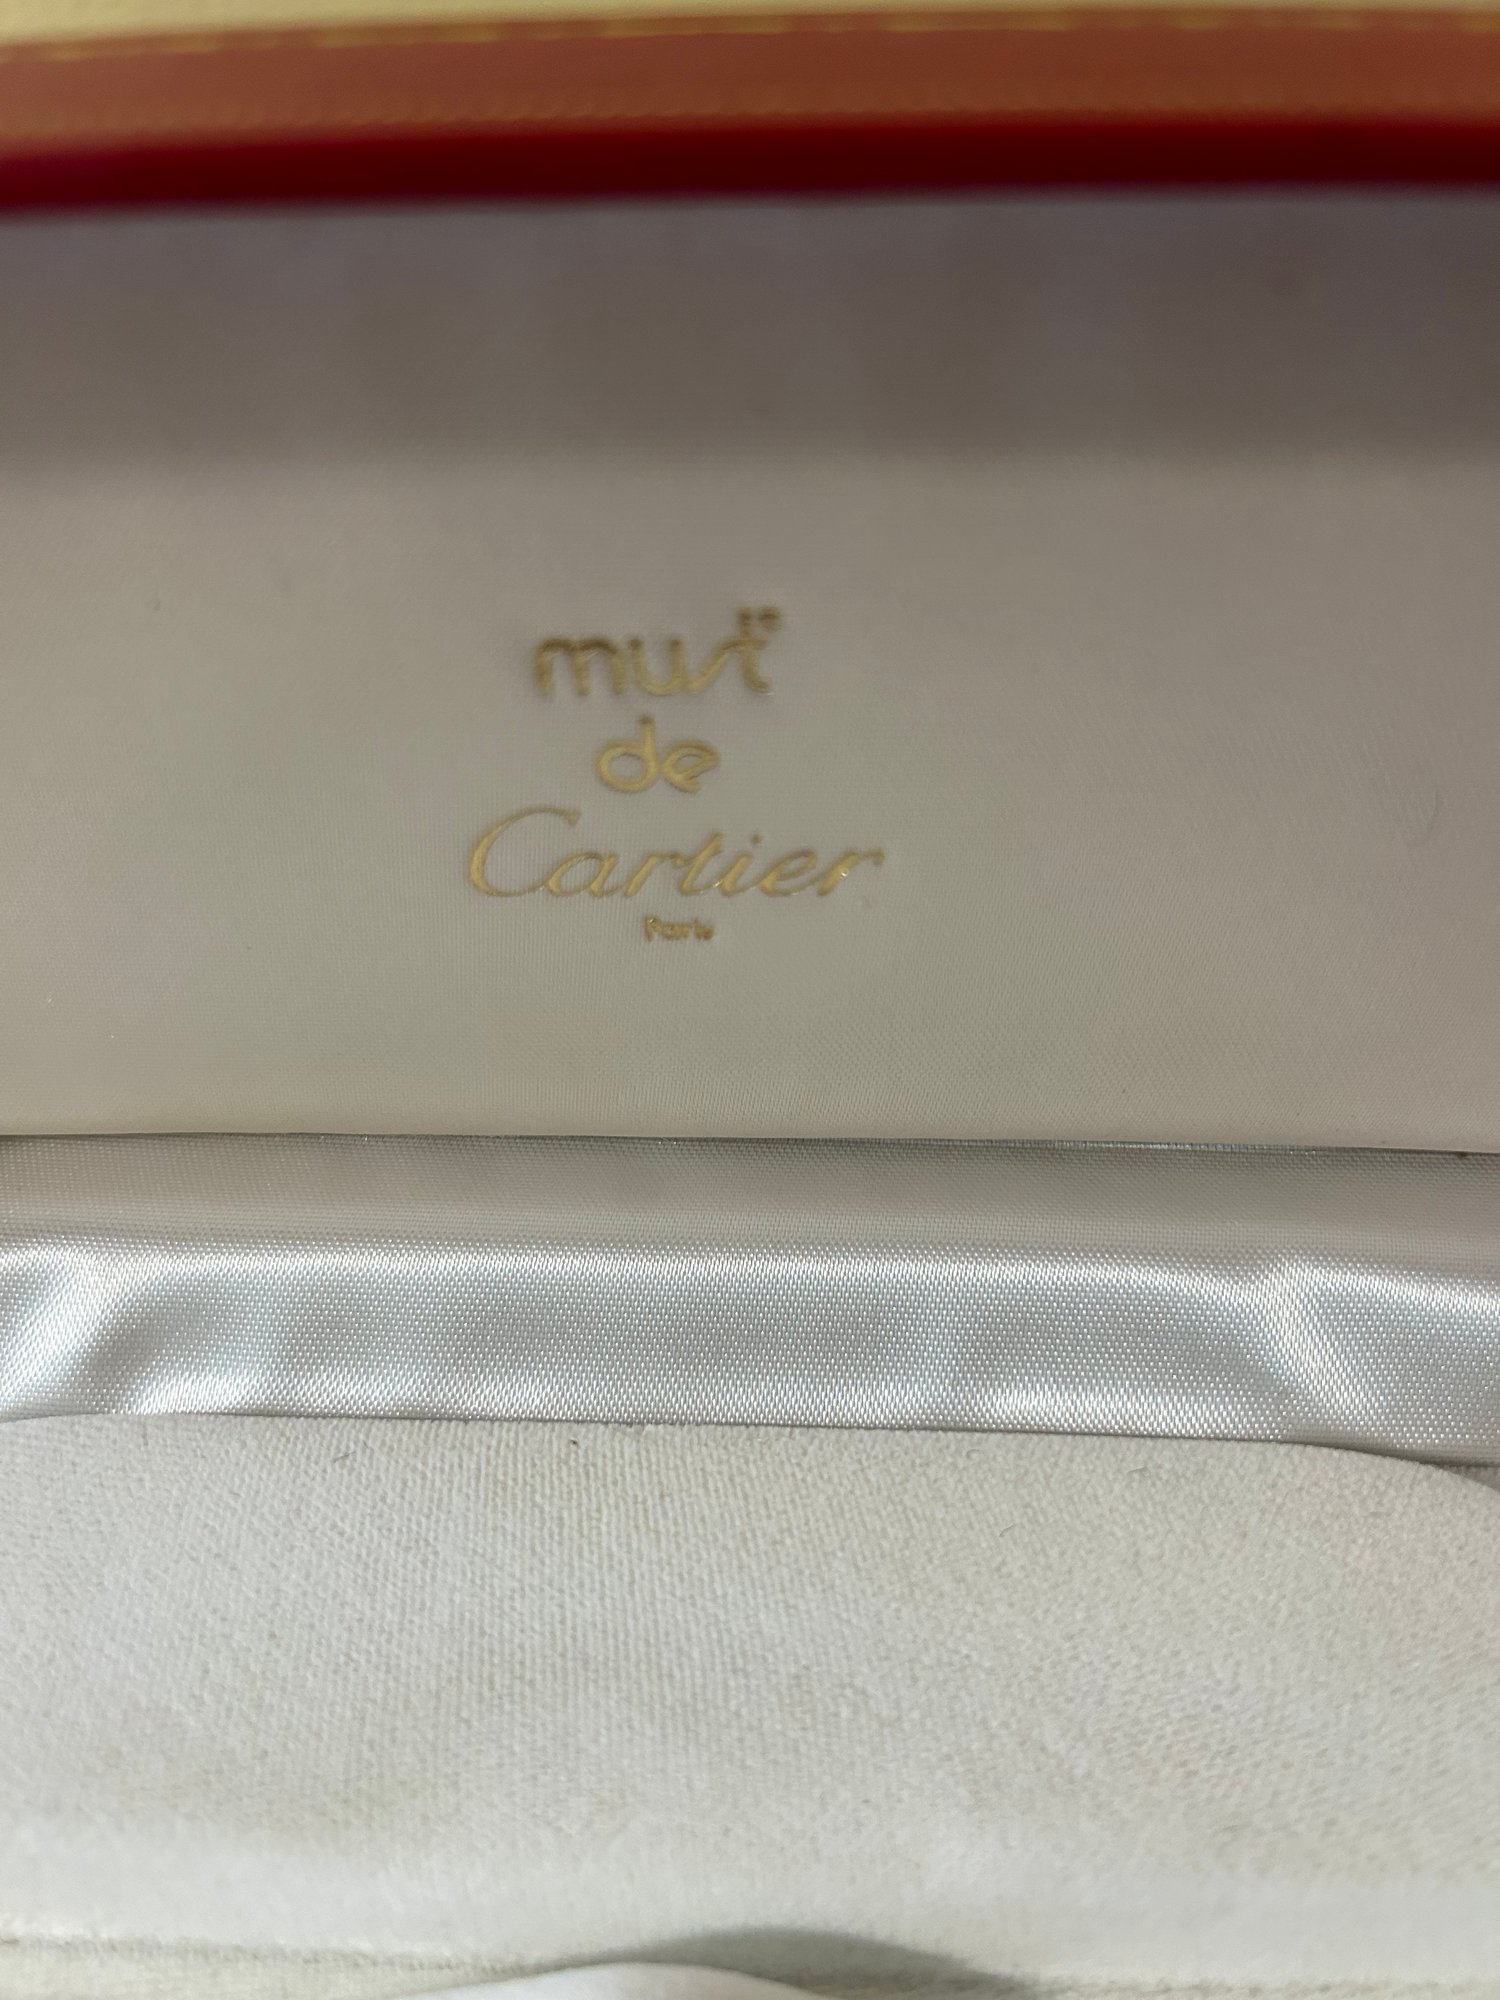 must
de
Cartier
Paris